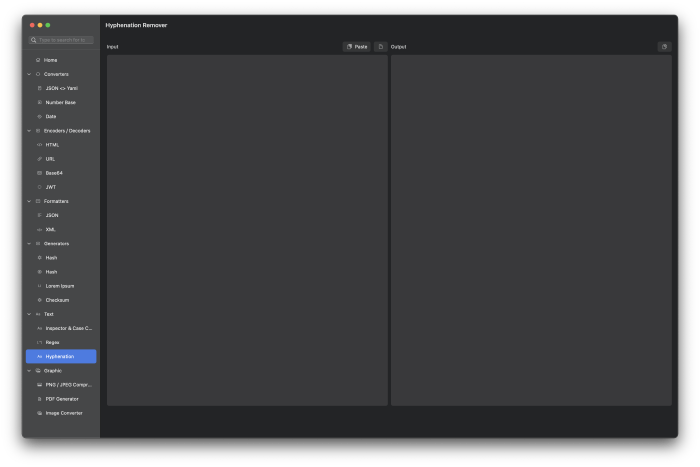 Hyphenation Remover
Type to search for to
Input
Paste
Output
Home
Converters
JSON <> Yaml
Number Base
Date
Encoders / Decoders
HTML
URL
Base64
JWT
Formatters
JSON
XML
Generators
Hash
Hash
Lorem Ipsum
Checksum
Text
Inspector & Case C...
Regex
Hyphenation
Graphic
PNG / JPEG Compr...
PDF Generator
Image Converter